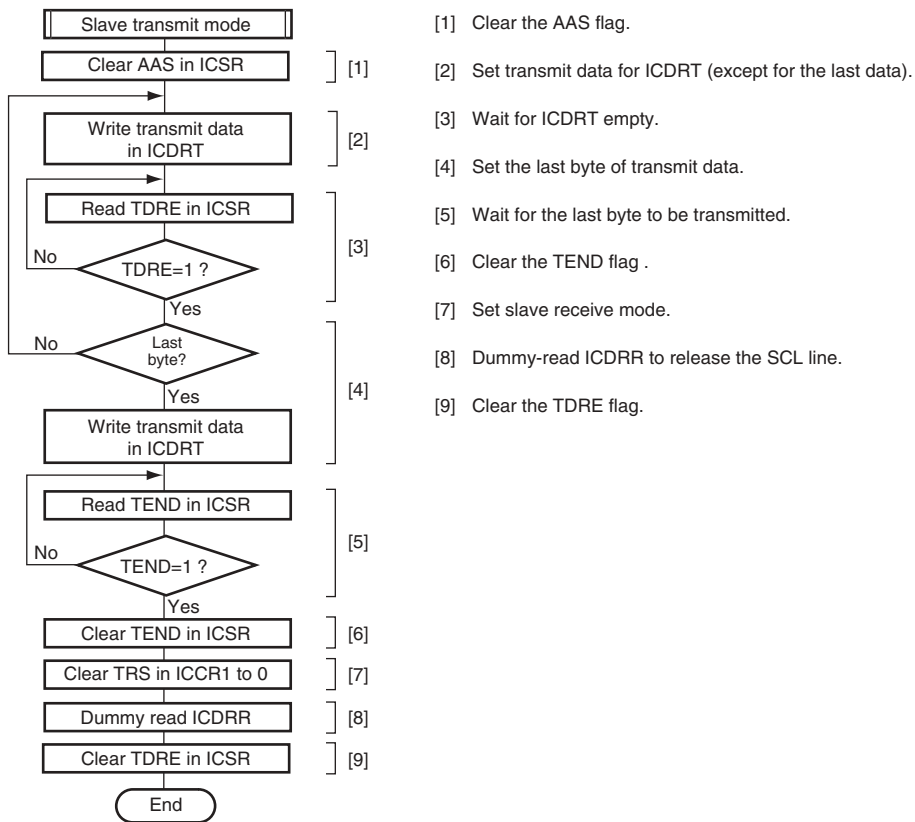 Slave transmit mode
Clear AAS in ICSR
[1]
Write transmit data
in ICDRT
[2]
Read TDRE in ICSR
No
TDRE=1 ?
[3]
Yes
No
Last
byte?
Yes
[4]
Write transmit data
in ICDRT
Read TEND in ICSR
No
TEND=1 ?
[5]
Yes
Clear TEND in ICSR
[6]
Clear TRS in ICCR1 to 0
[7]
Dummy read ICDRR
[8]
Clear TDRE in ICSR
[9]
End
[1] Clear the AAS flag.
[2] Set transmit data for ICDRT (except for the last data).
[3] Wait for ICDRT empty.
[4] Set the last byte of transmit data.
[5] Wait for the last byte to be transmitted.
[6] Clear the TEND flag .
[7] Set slave receive mode.
[8] Dummy-read ICDRR to release the SCL line.
[9] Clear the TDRE flag.